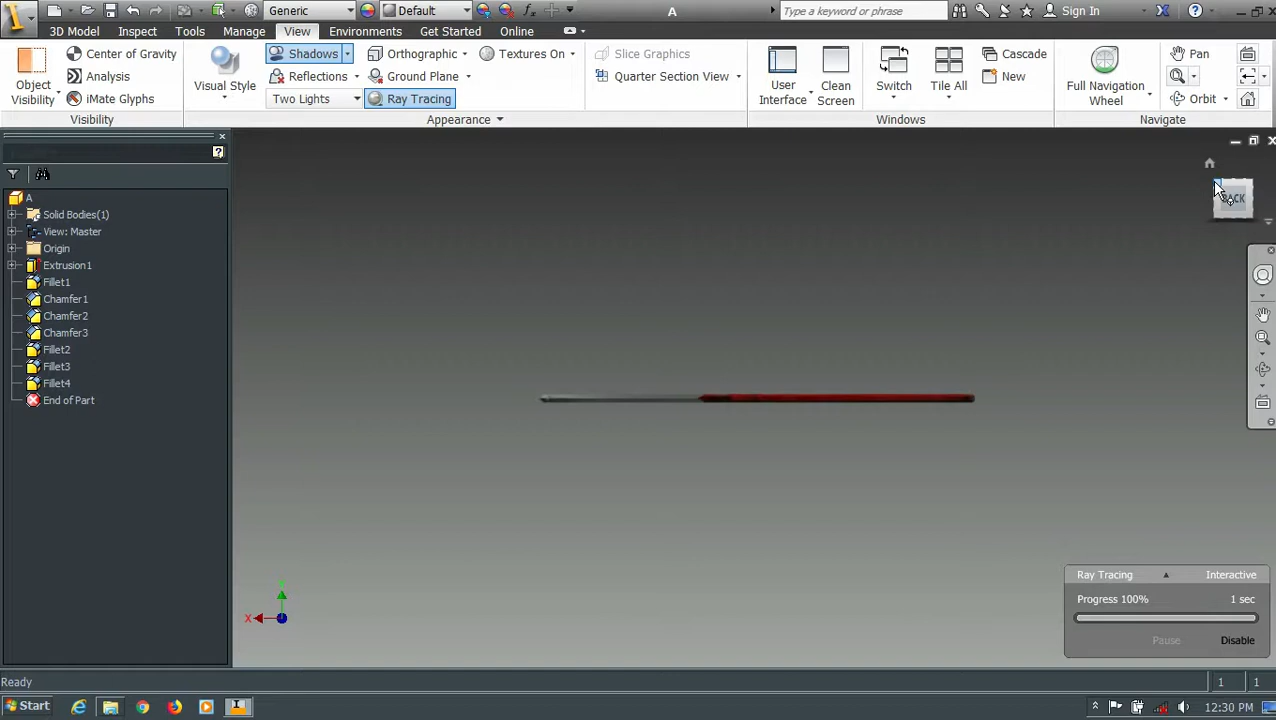 Generic
Default
A
Type a keyword or phrase
Sign In
3D Model Inspect Tools Manage View Environments Get Started Online
Object Visibility
Center of Gravity
Analysis
iMate Glyphs
Visibility
Visual Style
Shadows
Reflections
Two Lights
Orthographic
Ground Plane
Ray Tracing
Textures On
Appearance
Slice Graphics
Quarter Section View
User Interface
Clean Screen
Switch
Tile All
Cascade
New
Windows
Full Navigation Wheel
Pan
Orbit
Navigate
A
Solid Bodies(1)
View: Master
Origin
Extrusion1
Fillet1
Chamfer1
Chamfer2
Chamfer3
Fillet2
Fillet3
Fillet4
End of Part
X
Ray Tracing Interactive
Progress 100% 1 sec
Pause Disable
Ready 1 1
Start 12:30 PM